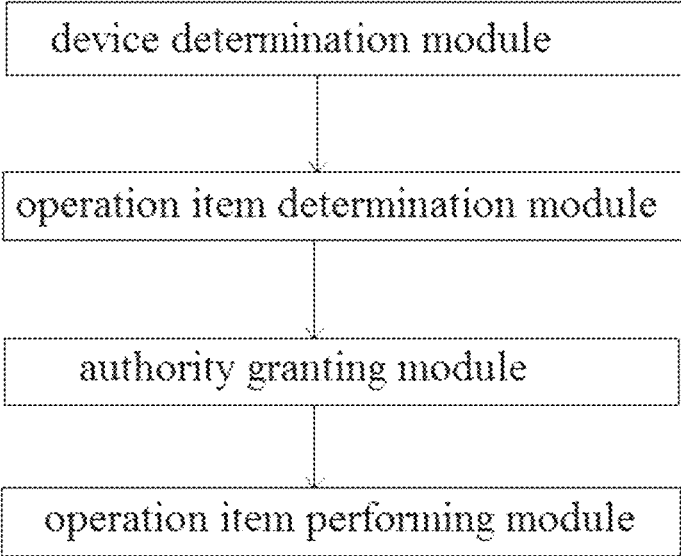 device determination module
operation item determination module
authority granting module
operation item performing module